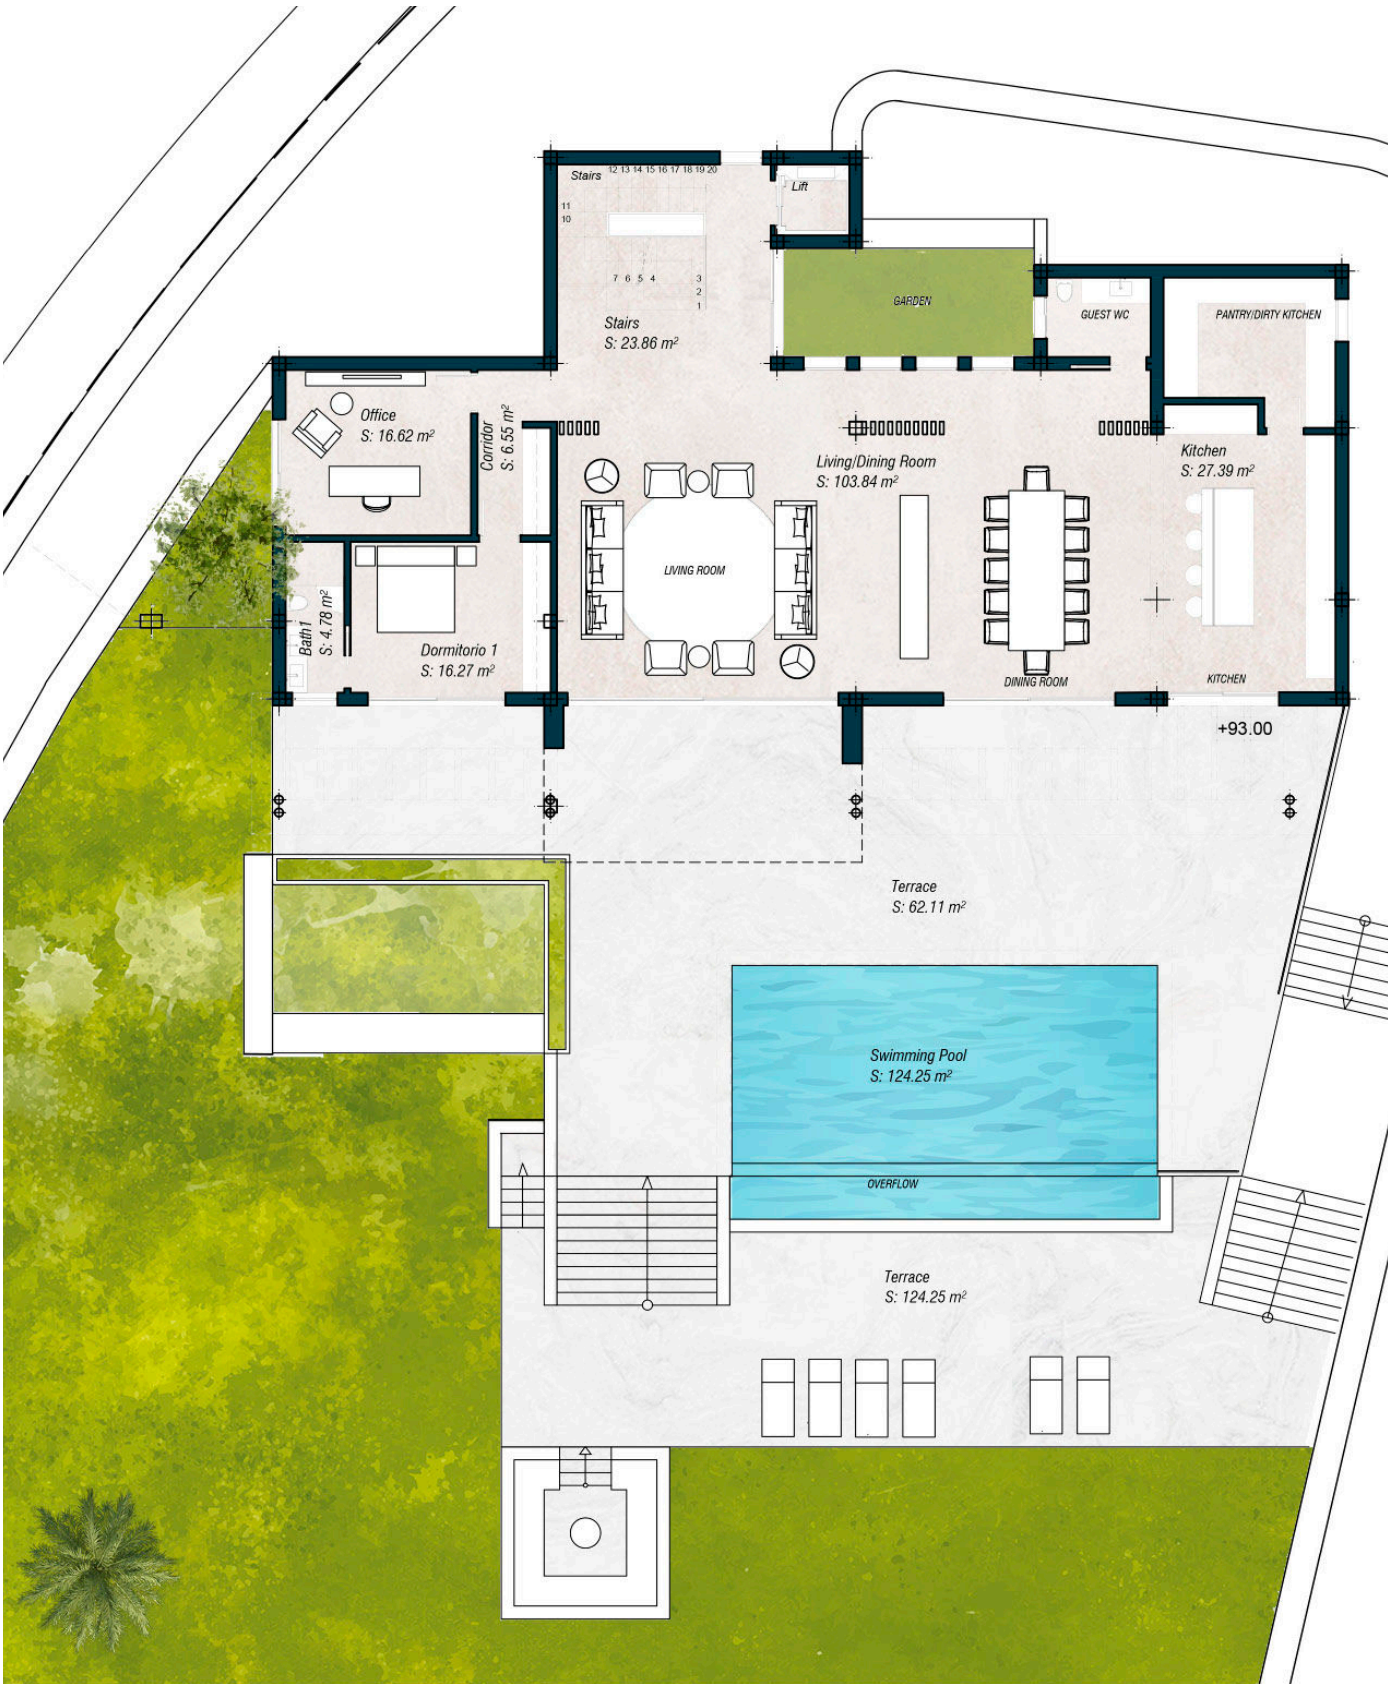 Stairs
12 13 14 15 16 17 18 19 20
Lift
11
10
7 6 5 4
3
2
1
GARDEN
GUEST WC
PANTRY/DIRTY KITCHEN
Stairs
S: 23.86 m²
Office
S: 16.62 m²
Corridor
S: 6.55 m²
Living/Dining Room
S: 103.84 m²
Kitchen
S: 27.39 m²
LIVING ROOM
Bath1
S: 4.78 m²
Dormitorio 1
S: 16.27 m²
DINING ROOM
KITCHEN
+93.00
Terrace
S: 62.11 m²
Swimming Pool
S: 124.25 m²
OVERFLOW
Terrace
S: 124.25 m²